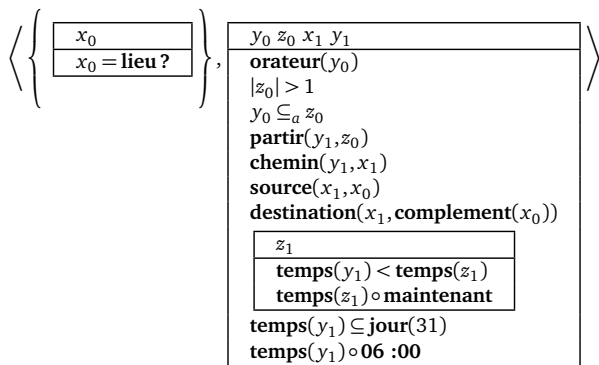 x₀
x₀ = lieu ?
,
y₀ z₀ x₁ y₁
orateur(y₀)
|z₀| > 1
y₀ ⊆ₐ z₀
partir(y₁,z₀)
chemin(y₁,x₁)
source(x₁,x₀)
destination(x₁,complement(x₀))
z₁
temps(y₁) < temps(z₁)
temps(z₁)∘maintenant
temps(y₁)⊆jour(31)
temps(y₁)∘06 :00